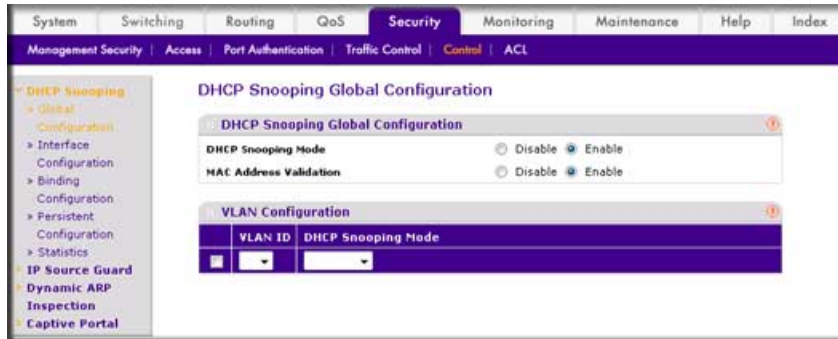 System Switching Routing QoS Security Monitoring Maintenance Help Index
Management Security | Access | Port Authentication | Traffic Control | Control | ACL
DHCP Snooping
» Global
Configuration
» Interface
Configuration
» Binding
Configuration
» Persistent
Configuration
» Statistics
IP Source Guard
Dynamic ARP
Inspection
Captive Portal
DHCP Snooping Global Configuration
DHCP Snooping Global Configuration
DHCP Snooping Mode Disable Enable
MAC Address Validation Disable Enable
VLAN Configuration
VLAN ID DHCP Snooping Mode